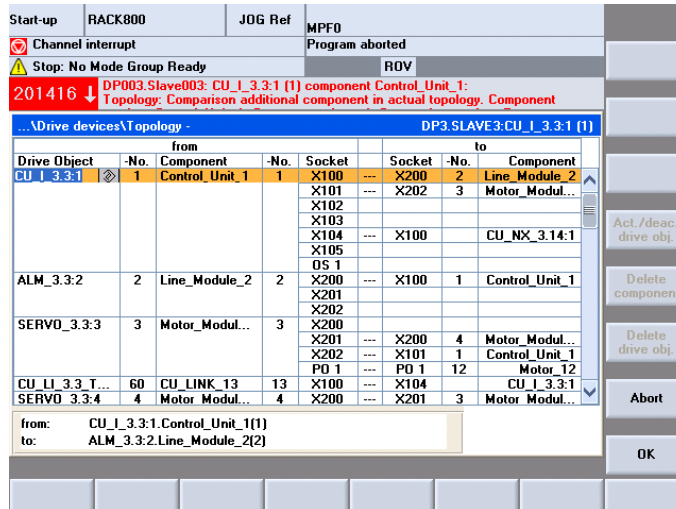 Start-up RACK800 JOG Ref MPF0
Channel interrupt Program aborted
Stop: No Mode Group Ready ROV
201416 DP003.Slave003: CU_I_3.3:1 (1) component Control_Unit_1:
Topology: Comparison additional component in actual topology. Component
...\Drive devices\Topology - DP3.SLAVE3:CU_I_3.3:1 (1)
from to
Drive Object -No. Component -No. Socket --- Socket -No. Component
CU_I_3.3:1 1 Control_Unit_1 1 X100 --- X200 2 Line_Module_2
X101 --- X202 3 Motor_Modul...
X102
X103
X104 --- X100 CU_NX_3.14:1
X105
OS 1
ALM_3.3:2 2 Line_Module_2 2 X200 --- X100 1 Control_Unit_1
X201
X202
SERVO_3.3:3 3 Motor_Modul... 3 X200
X201 --- X200 4 Motor_Modul...
X202 --- X101 1 Control_Unit_1
PO 1 --- PO 1 12 Motor_12
CU_LI_3.3_T... 60 CU_LINK_13 13 X100 --- X104 CU_I_3.3:1
SERVO_3.3:4 4 Motor_Modul... 4 X200 --- X201 3 Motor_Modul...
from: CU_I_3.3:1.Control_Unit_1(1)
to: ALM_3.3:2.Line_Module_2(2)
Act./deac
drive obj.
Delete
componen
Delete
drive obj.
Abort
OK